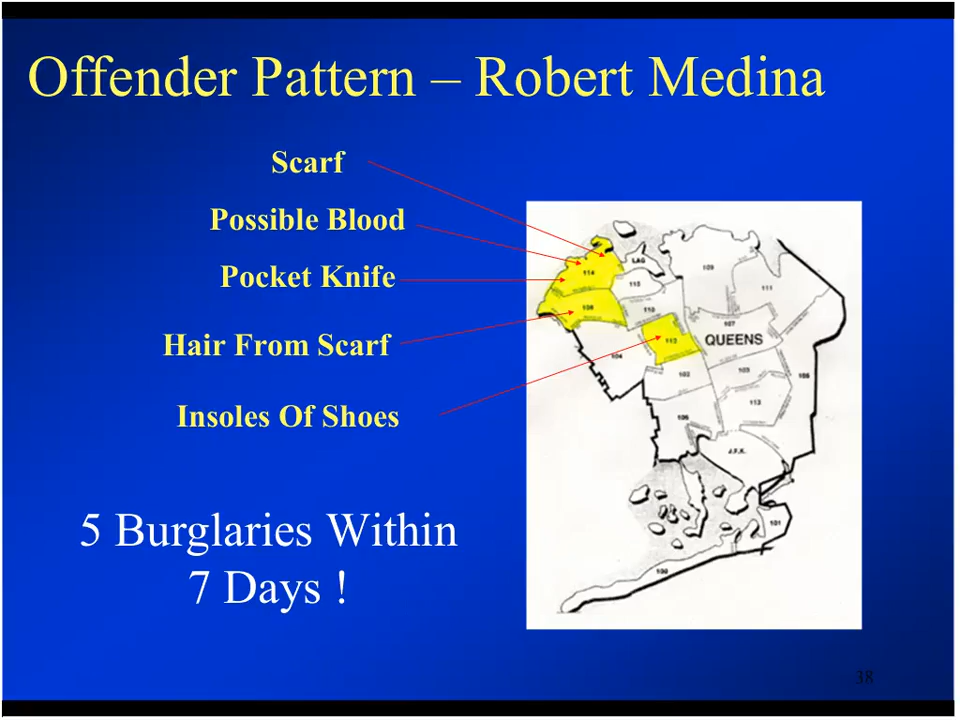 Offender Pattern – Robert Medina
Scarf
Possible Blood
Pocket Knife
Hair From Scarf
Insoles Of Shoes
5 Burglaries Within
7 Days !
LAG
114
115
109
111
108
110
107
QUEENS
112
104
102
103
105
113
106
J.F.K.
101
100
38